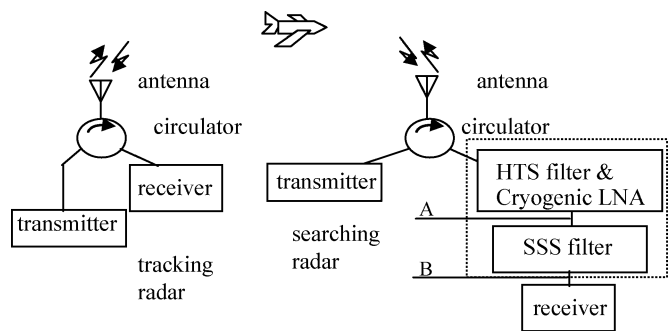 antenna
circulator
receiver
transmitter
tracking
radar
antenna
circulator
transmitter
HTS filter &
Cryogenic LNA
A
searching
radar
SSS filter
B
receiver